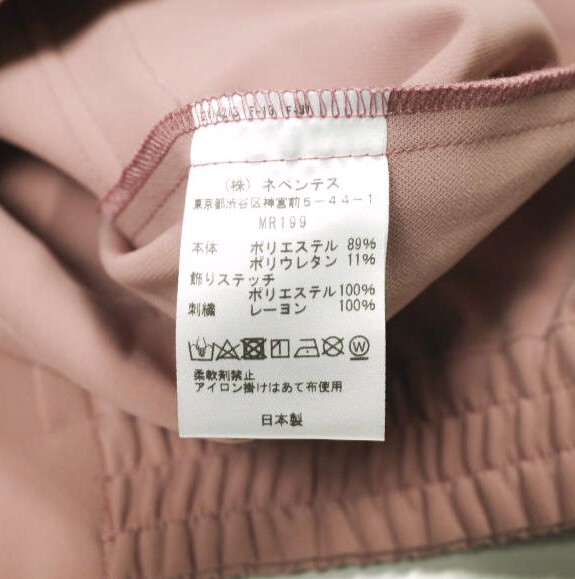 (株) ネペンテス
東京都渋谷区神宮前5-44-1
MR199
本体 ポリエステル 89%
ポリウレタン 11%
飾りステッチ
ポリエステル100%
刺繍 レーヨン 100%
W
柔軟剤禁止
アイロン掛けはあて布使用
日本製